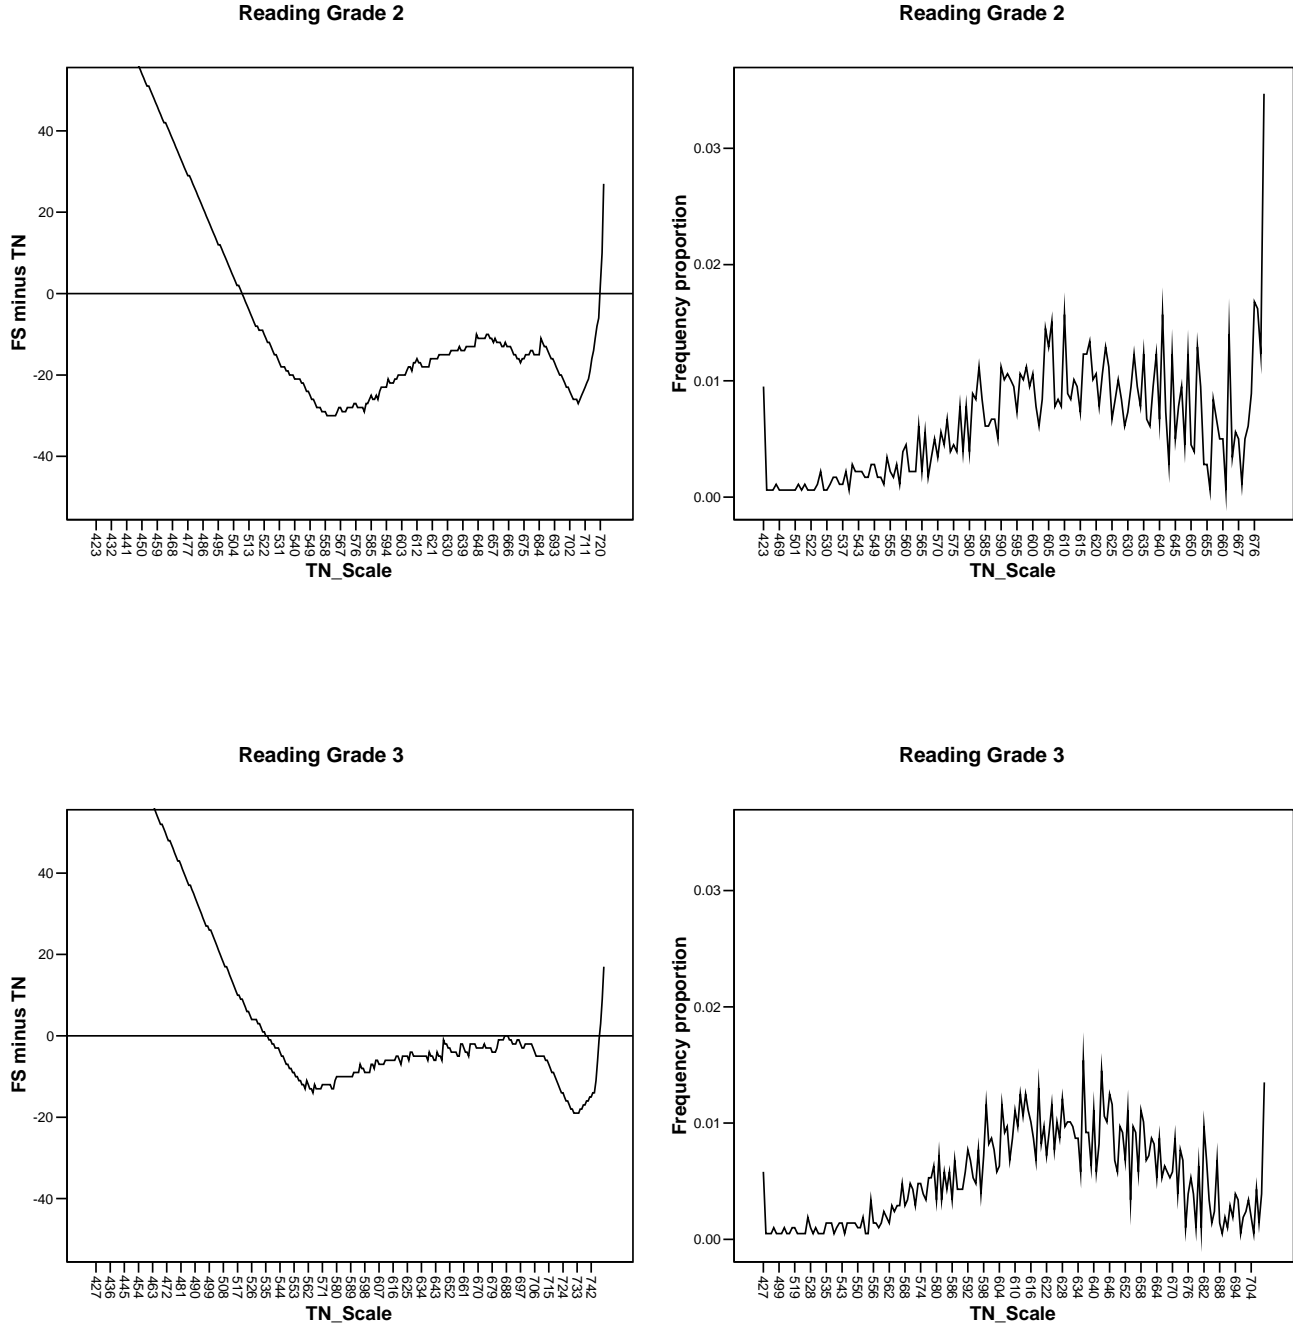 Reading Grade 2
FS minus TN
40
20
0
-20
-40
423 432 441 450 459 468 477 486 495 504 513 522 531 540 549 558 567 576 585 594 603 612 621 630 639 648 657 666 675 684 693 702 711 720
TN_Scale
Reading Grade 2
Frequency proportion
0.03
0.02
0.01
0.00
423 469 501 522 530 537 543 549 555 560 565 570 575 580 585 590 595 600 605 610 615 620 625 630 635 640 645 650 655 660 667 676
TN_Scale
Reading Grade 3
FS minus TN
40
20
0
-20
-40
427 436 445 454 463 472 481 490 499 508 517 526 535 544 553 562 571 580 589 598 607 616 625 634 643 652 661 670 679 688 697 706 715 724 733 742
TN_Scale
Reading Grade 3
Frequency proportion
0.03
0.02
0.01
0.00
427 499 519 528 535 543 550 556 562 568 574 580 586 592 598 604 610 616 622 628 634 640 646 652 658 664 670 676 682 688 694 704
TN_Scale